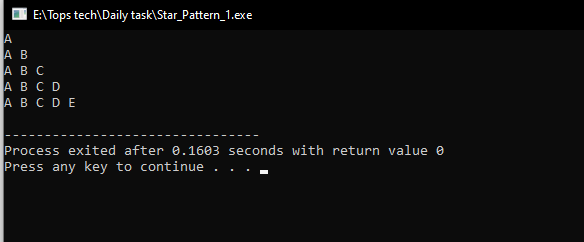 E:\Tops tech\Daily task\Star_Pattern_1.exe
A
A B
A B C
A B C D
A B C D E
--------------------------------
Process exited after 0.1603 seconds with return value 0
Press any key to continue . . .